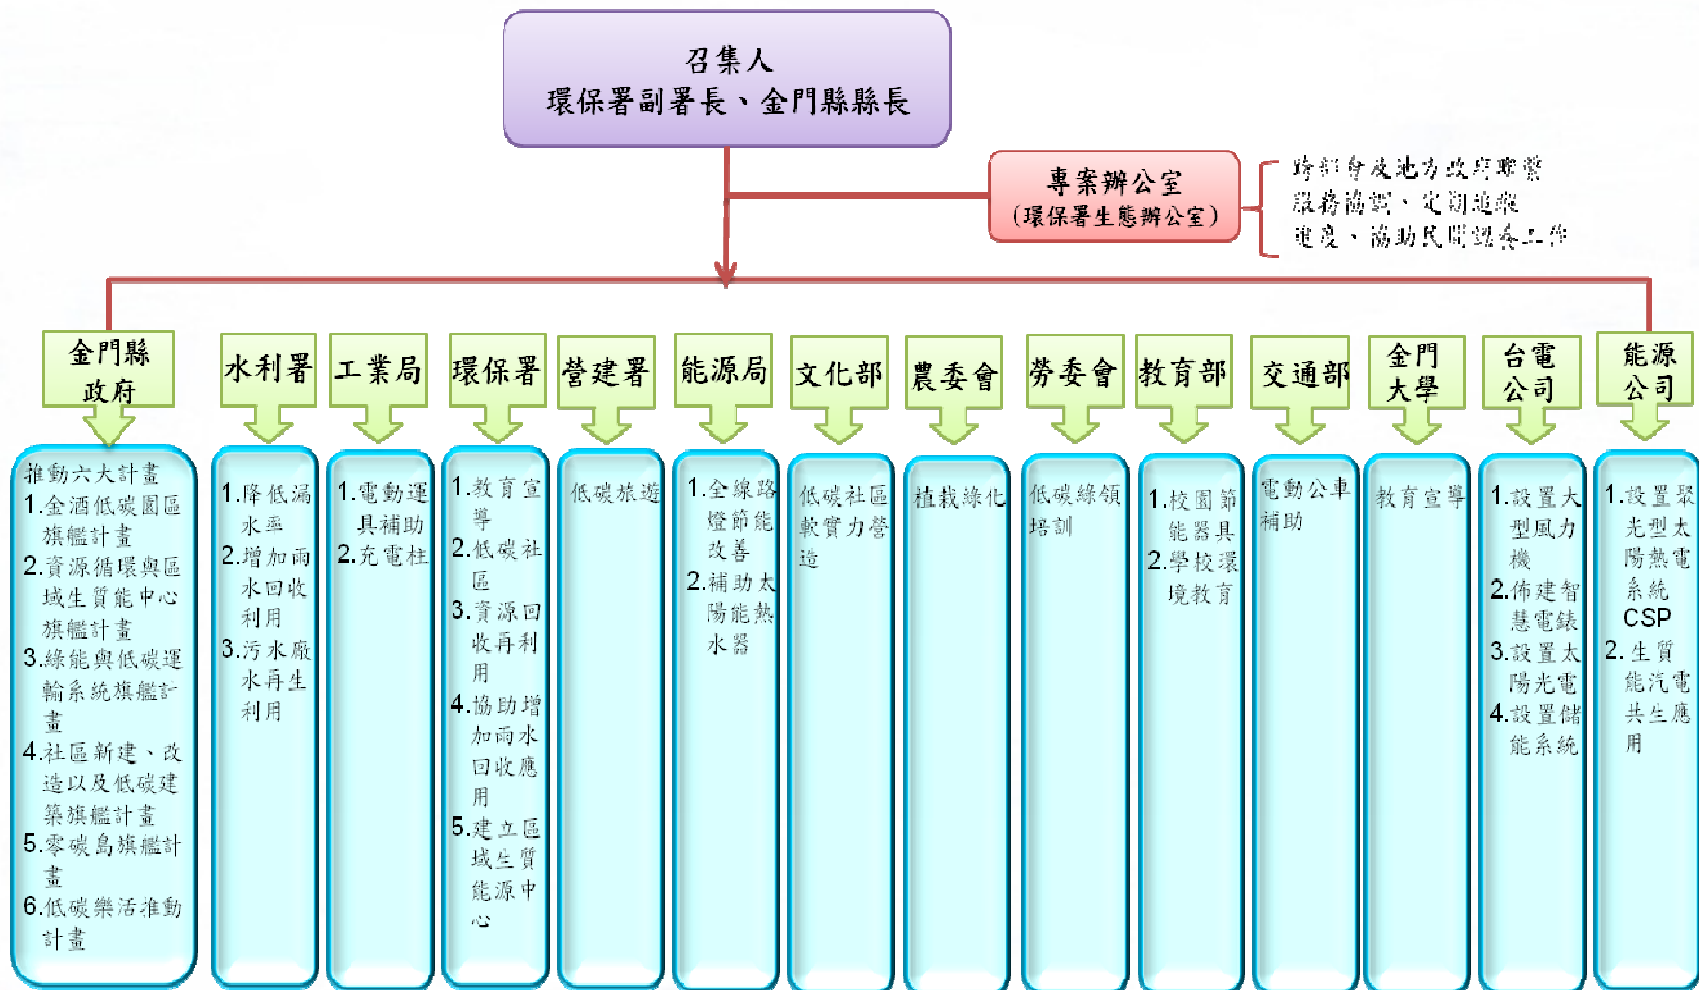 召集人
環保署副署長、金門縣縣長
專案辦公室
(環保署生態辦公室)
跨部會及地方政府聯繫
服務協調、定期追蹤
進度、協助民間認養工作
金門縣
政府
水利署
工業局
環保署
營建署
能源局
文化部
農委會
勞委會
教育部
交通部
金門
大學
台電
公司
能源
公司
推動六大計畫
1.金酒低碳園區
旗艦計畫
2.資源循環與區
域生質能中心
旗艦計畫
3.綠能與低碳運
輸系統旗艦計
畫
4.社區新建、改
造以及低碳建
築旗艦計畫
5.零碳島旗艦計
畫
6.低碳樂活推動
計畫
1.降低漏
水率
2.增加雨
水回收
利用
3.污水廠
水再生
利用
1.電動運
具補助
2.充電柱
1.教育宣
導
2.低碳社
區
3.資源回
收再利
用
4.協助增
加雨水
回收應
用
5.建立區
域生質
能源中
心
低碳旅遊
1.全線路
燈節能
改善
2.補助太
陽能熱
水器
低碳社區
軟實力營
造
植栽綠化
低碳綠領
培訓
1.校園節
能器具
2.學校環
境教育
電動公車
補助
教育宣導
1.設置大
型風力
機
2.佈建智
慧電錶
3.設置太
陽光電
4.設置儲
能系統
1.設置聚
光型太
陽熱電
系統
CSP
2.生質
能汽電
共生應
用